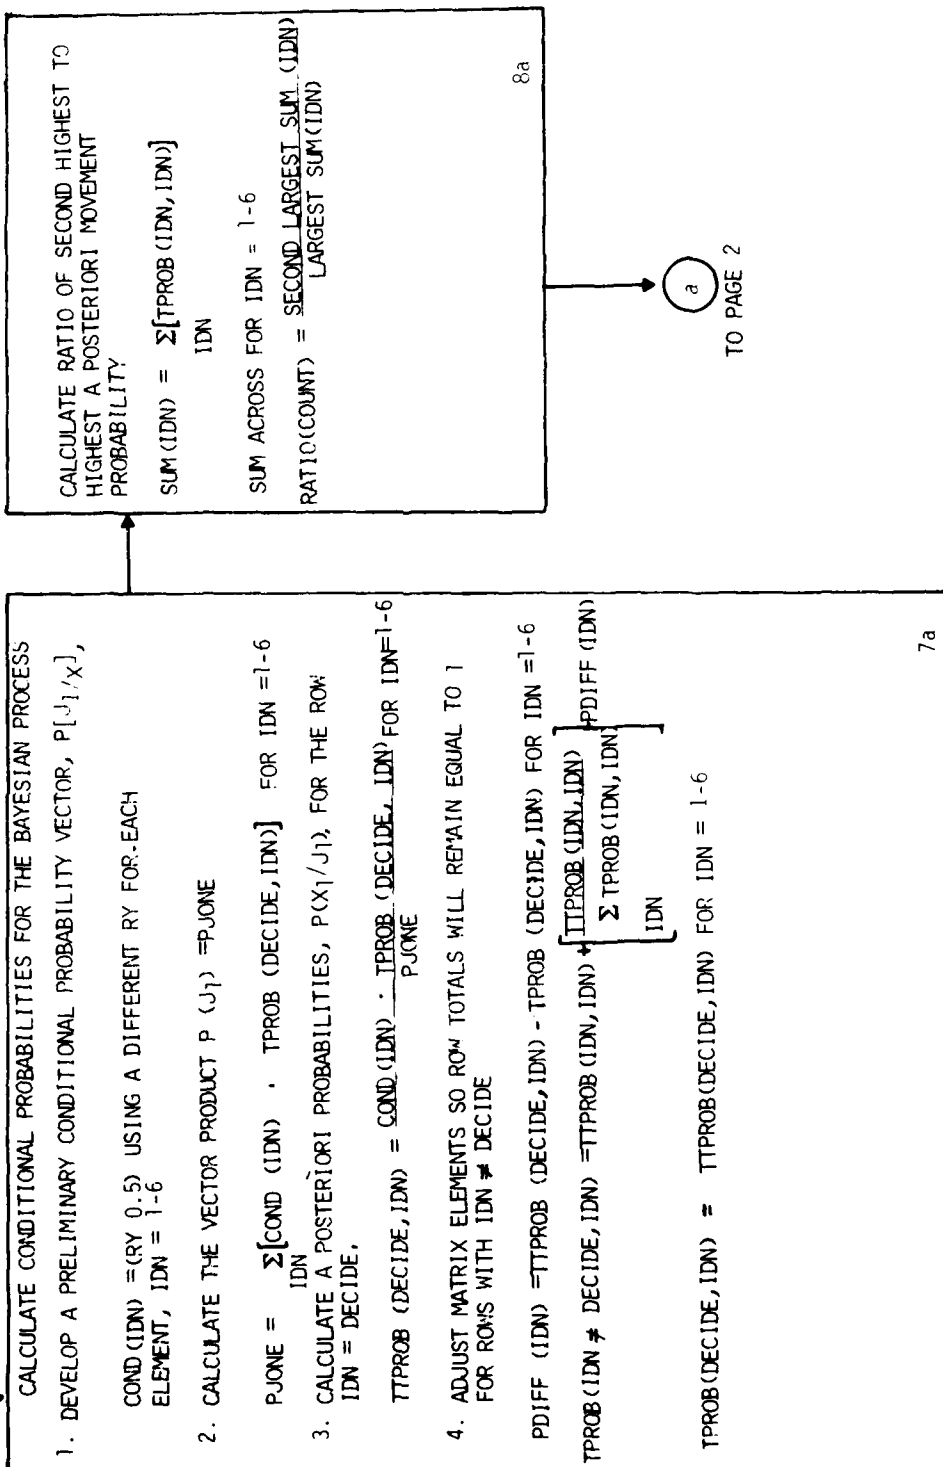 CALCULATE CONDITIONAL PROBABILITIES FOR THE BAYESIAN PROCESS
1. DEVELOP A PRELIMINARY CONDITIONAL PROBABILITY VECTOR, P[J1/X],
COND (IDN) =(RY 0.5) USING A DIFFERENT RY FOR EACH
ELEMENT, IDN = 1-6
2. CALCULATE THE VECTOR PRODUCT P (J1) =PJONE
PJONE = Σ[COND (IDN) · TPROB (DECIDE,IDN)] FOR IDN =1-6
IDN
3. CALCULATE A POSTERIORI PROBABILITIES, P(X1/J1), FOR THE ROW
IDN = DECIDE.
TTPROB (DECIDE,IDN) = COND (IDN) · TPROB (DECIDE, IDN) FOR IDN=1-6
PJONE
4. ADJUST MATRIX ELEMENTS SO ROW TOTALS WILL REMAIN EQUAL TO 1
FOR ROWS WITH IDN ≠ DECIDE
PDIFF (IDN) =TTPROB (DECIDE,IDN) - TPROB (DECIDE,IDN) FOR IDN =1-6
TPROB (IDN ≠ DECIDE,IDN) =TTPROB (IDN,IDN) + [TTPROB (IDN,IDN) PDIFF (IDN)
Σ TPROB (IDN,IDN)
IDN]
TPROB (DECIDE,IDN) = TTPROB (DECIDE,IDN) FOR IDN = 1-6
7a
CALCULATE RATIO OF SECOND HIGHEST TO
HIGHEST A POSTERIORI MOVEMENT
PROBABILITY
SUM (IDN) = Σ[TPROB (IDN,IDN)]
IDN
SUM ACROSS FOR IDN = 1-6
RATIO (COUNT) = SECOND LARGEST SUM (IDN)
LARGEST SUM (IDN)
8a
a
TO PAGE 2